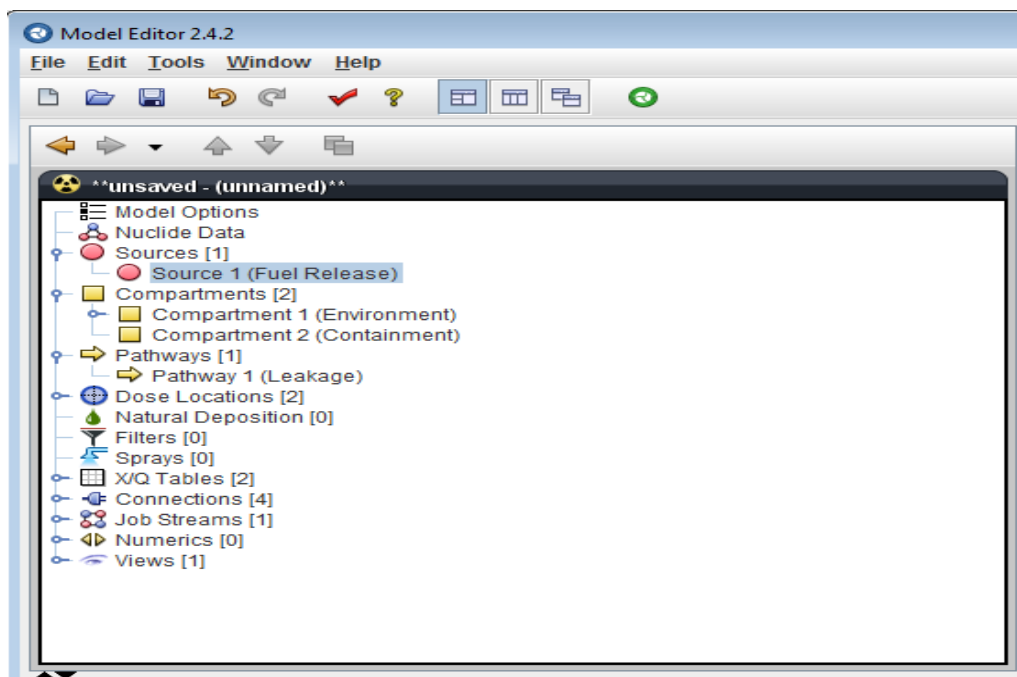 Model Editor 2.4.2
File Edit Tools Window Help
**unsaved - (unnamed)**
Model Options
Nuclide Data
Sources [1]
Source 1 (Fuel Release)
Compartments [2]
Compartment 1 (Environment)
Compartment 2 (Containment)
Pathways [1]
Pathway 1 (Leakage)
Dose Locations [2]
Natural Deposition [0]
Filters [0]
Sprays [0]
X/Q Tables [2]
Connections [4]
Job Streams [1]
Numerics [0]
Views [1]